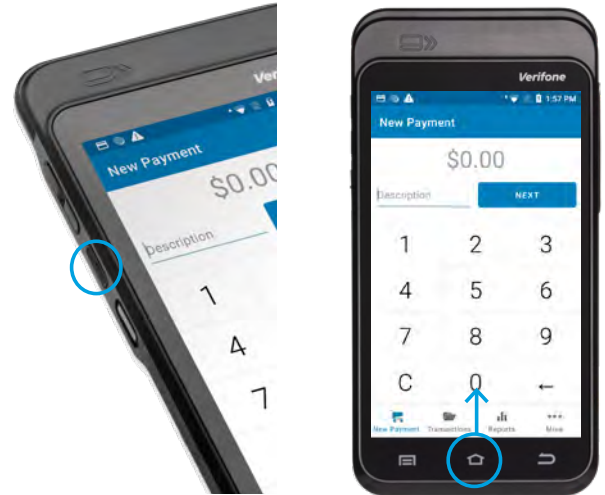 Ver
New Payment
$0.00
Description
1
4
7
Verifone
1:57 PM
New Payment
$0.00
Description
NEXT
1 2 3
4 5 6
7 8 9
C 0 ←
New Payment Transactions Reports More